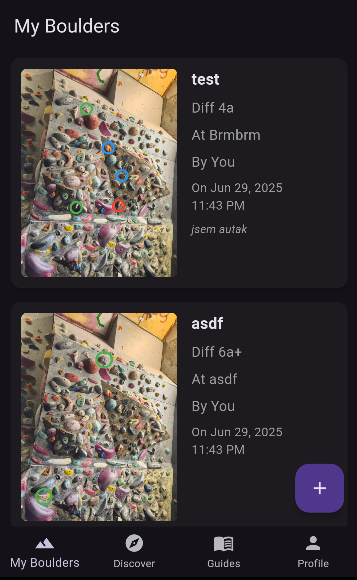 My Boulders
test
Diff 4a
At Brmbrm
By You
On Jun 29, 2025
11:43 PM
jsem autak
asdf
Diff 6a+
At asdf
By You
On Jun 29, 2025
11:43 PM
+
My Boulders
Discover
Guides
Profile